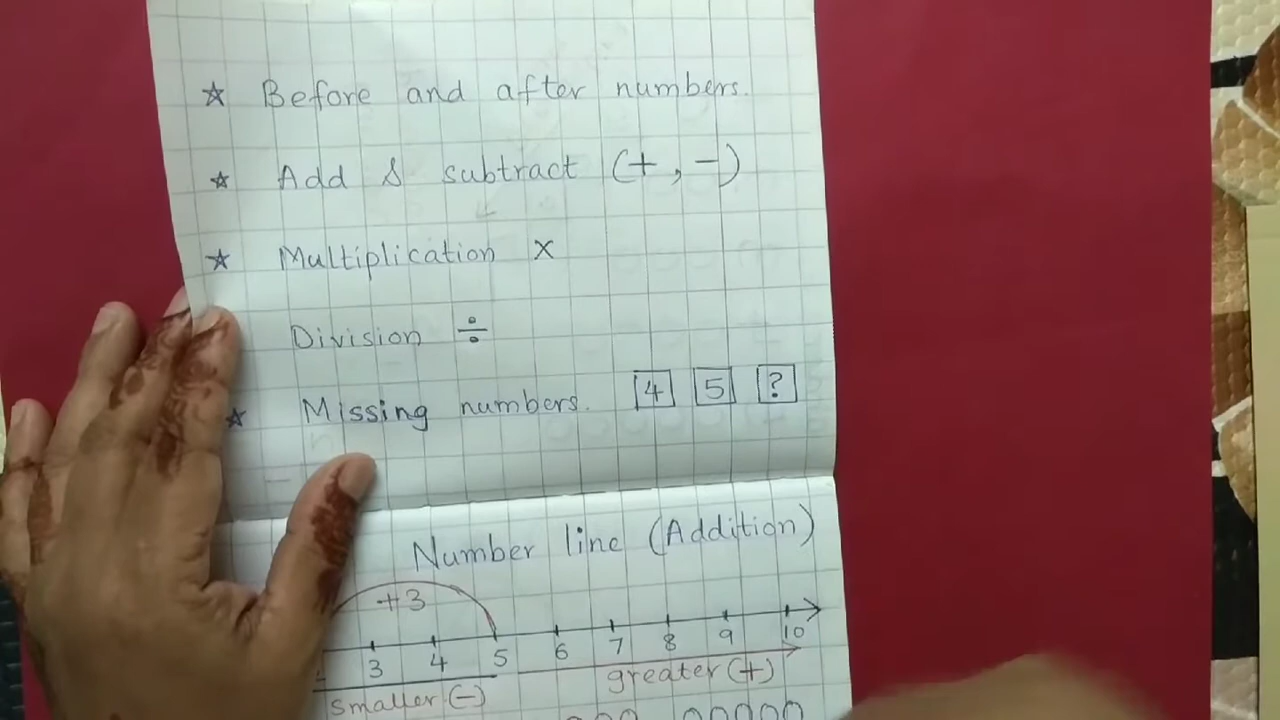 ☆ Before and after numbers.
☆ Add & subtract (+, -)
☆ Multiplication ×
Division ÷
☆ Missing numbers. 4 5 ?
Number line (Addition)
+3
3 4 5 6 7 8 9 10
smaller (-) greater (+)